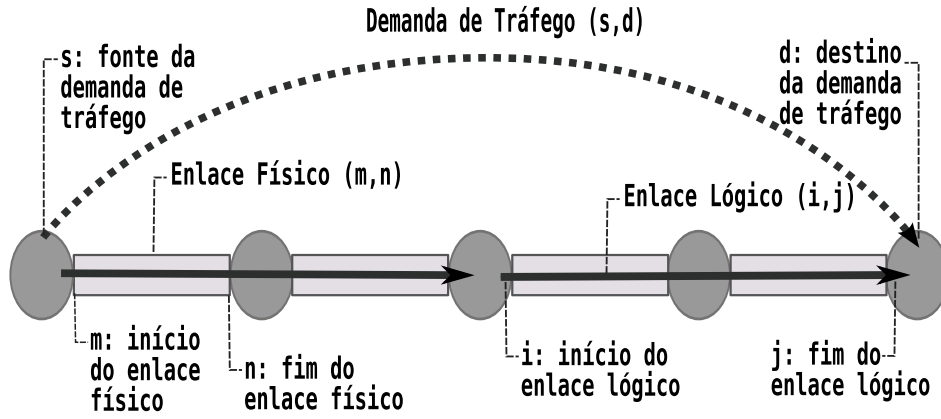 Demanda de Tráfego (s,d)
s: fonte da
demanda de
tráfego
d: destino
da demanda
de tráfego
Enlace Físico (m,n)
Enlace Lógico (i,j)
m: início
do enlace
físico
n: fim do
enlace físico
i: início do
enlace lógico
j: fim do
enlace lógico